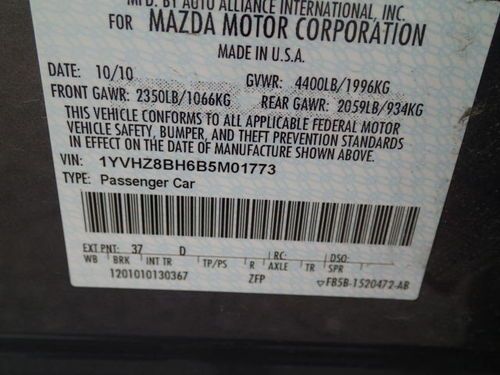 MFD. BY AUTO ALLIANCE INTERNATIONAL, INC.
FOR MAZDA MOTOR CORPORATION
MADE IN U.S.A.
DATE: 10/10 GVWR: 4400LB/1996KG
FRONT GAWR: 2350LB/1066KG REAR GAWR: 2059LB/934KG
THIS VEHICLE CONFORMS TO ALL APPLICABLE FEDERAL MOTOR
VEHICLE SAFETY, BUMPER, AND THEFT PREVENTION STANDARDS
IN EFFECT ON THE DATE OF MANUFACTURE SHOWN ABOVE.
VIN: 1YVHZ8BH6B5M01773
TYPE: Passenger Car
EXT PNT: 37 D RC: DSO:
WB BRK INT TR TP/PS R AXLE TR SPR
1201010130367 ZFP F85B-1520472-AB